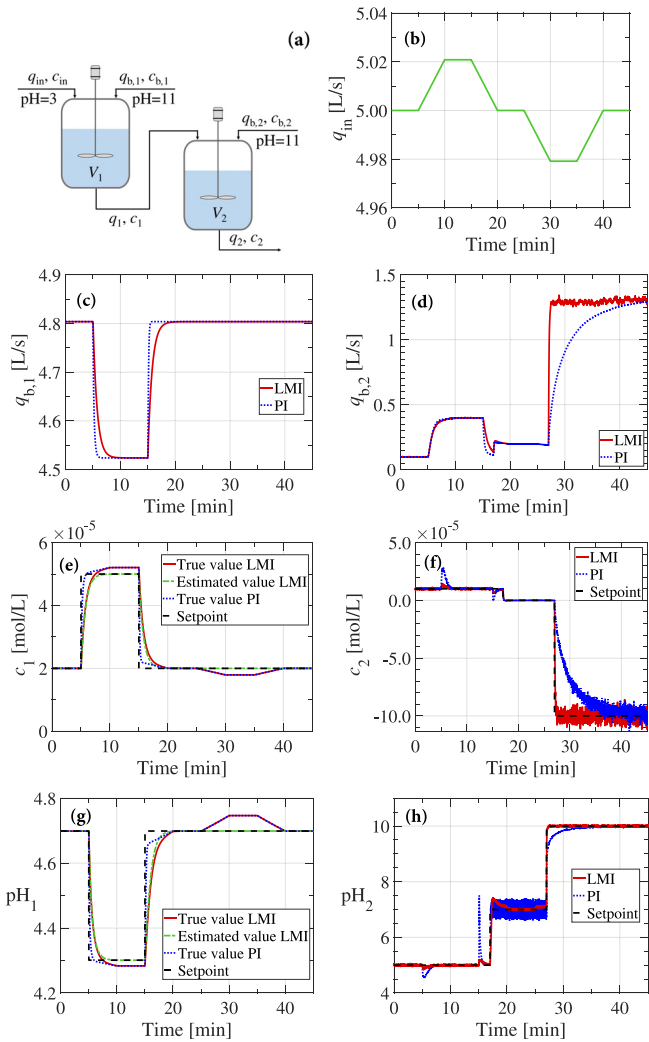 (a)
q_in, c_in
q_b,1, c_b,1
pH=3
pH=11
V_1
q_1, c_1
q_b,2, c_b,2
pH=11
V_2
q_2, c_2
(b)
q_in [L/s]
5.04
5.02
5.00
4.98
4.96
0 10 20 30 40
Time [min]
(c)
q_b,1 [L/s]
4.9
4.8
4.7
4.6
4.5
LMI
PI
0 10 20 30 40
Time [min]
(d)
q_b,2 [L/s]
1.5
1
0.5
0
LMI
PI
0 10 20 30 40
Time [min]
(e)
×10^-5
c_1 [mol/L]
6
4
2
0
True value LMI
Estimated value LMI
True value PI
Setpoint
0 10 20 30 40
Time [min]
(f)
×10^-5
c_2 [mol/L]
5.0
0.0
-5.0
-10.0
LMI
PI
Setpoint
0 10 20 30 40
Time [min]
(g)
pH_1
4.8
4.6
4.4
4.2
True value LMI
Estimated value LMI
True value PI
Setpoint
0 10 20 30 40
Time [min]
(h)
pH_2
10
8
6
4
LMI
PI
Setpoint
0 10 20 30 40
Time [min]